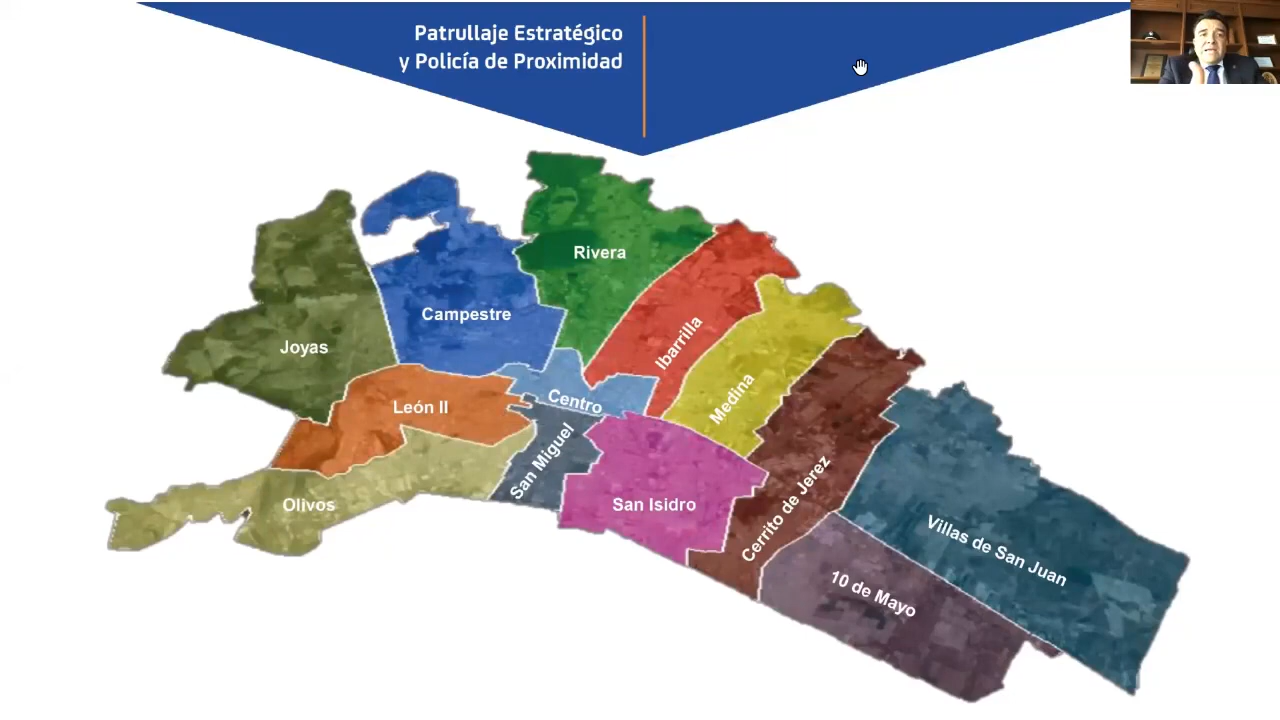 Patrullaje Estratégico
y Policía de Proximidad
Rivera
Campestre
Ibarrilla
Joyas
Medina
León II
Centro
San Miguel
San Isidro
Olivos
Cerrito de Jerez
Villas de San Juan
10 de Mayo